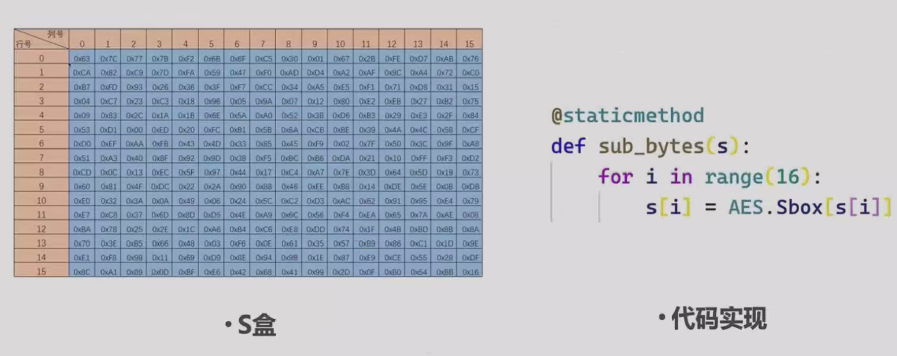 列号
行号 0 1 2 3 4 5 6 7 8 9 10 11 12 13 14 15
0 0x63 0x7C 0x77 0x7B 0xF2 0x6B 0x6F 0xC5 0x30 0x01 0x67 0x2B 0xFE 0xD7 0xAB 0x76
1 0xCA 0x82 0xC9 0x7D 0xFA 0x59 0x47 0xF0 0xAD 0xD4 0xA2 0xAF 0x9C 0xA4 0x72 0xC0
2 0xB7 0xFD 0x93 0x26 0x36 0x3F 0xF7 0xCC 0x34 0xA5 0xE5 0xF1 0x71 0xD8 0x31 0x15
3 0x04 0xC7 0x23 0xC3 0x18 0x96 0x05 0x9A 0x07 0x12 0x80 0xE2 0xEB 0x27 0xB2 0x75
4 0x09 0x83 0x2C 0x1A 0x1B 0x6E 0x5A 0xA0 0x52 0x3B 0xD6 0xB3 0x29 0xE3 0x2F 0x84
5 0x53 0xD1 0x00 0xED 0x20 0xFC 0xB1 0x5B 0x6A 0xCB 0xBE 0x39 0x4A 0x4C 0x58 0xCF
6 0xD0 0xEF 0xAA 0xFB 0x43 0x4D 0x33 0x85 0x45 0xF9 0x02 0x7F 0x50 0x3C 0x9F 0xA8
7 0x51 0xA3 0x40 0x8F 0x92 0x9D 0x38 0xF5 0xBC 0xB6 0xDA 0x21 0x10 0xFF 0xF3 0xD2
8 0xCD 0x0C 0x13 0xEC 0x5F 0x97 0x44 0x17 0xC4 0xA7 0x7E 0x3D 0x64 0x5D 0x19 0x73
9 0x60 0x81 0x4F 0xDC 0x22 0x2A 0x90 0x88 0x46 0xEE 0xB8 0x14 0xDE 0x5E 0x0B 0xDB
10 0xE0 0x32 0x3A 0x0A 0x49 0x06 0x24 0x5C 0xC2 0xD3 0xAC 0x62 0x91 0x95 0xE4 0x79
11 0xE7 0xC8 0x37 0x6D 0x8D 0xD5 0x4E 0xA9 0x6C 0x56 0xF4 0xEA 0x65 0x7A 0xAE 0x08
12 0xBA 0x78 0x25 0x2E 0x1C 0xA6 0xB4 0xC6 0xE8 0xDD 0x74 0x1F 0x4B 0xBD 0x8B 0x8A
13 0x70 0x3E 0xB5 0x66 0x48 0x03 0xF6 0x0E 0x61 0x35 0x57 0xB9 0x86 0xC1 0x1D 0x9E
14 0xE1 0xF8 0x98 0x11 0x69 0xD9 0x8E 0x94 0x9B 0x1E 0x87 0xE9 0xCE 0x55 0x28 0xDF
15 0x8C 0xA1 0x89 0x0D 0xBF 0xE6 0x42 0x68 0x41 0x99 0x2D 0x0F 0xB0 0x54 0xBB 0x16
• S盒
@staticmethod
def sub_bytes(s):
for i in range(16):
s[i] = AES.Sbox[s[i]]
• 代码实现